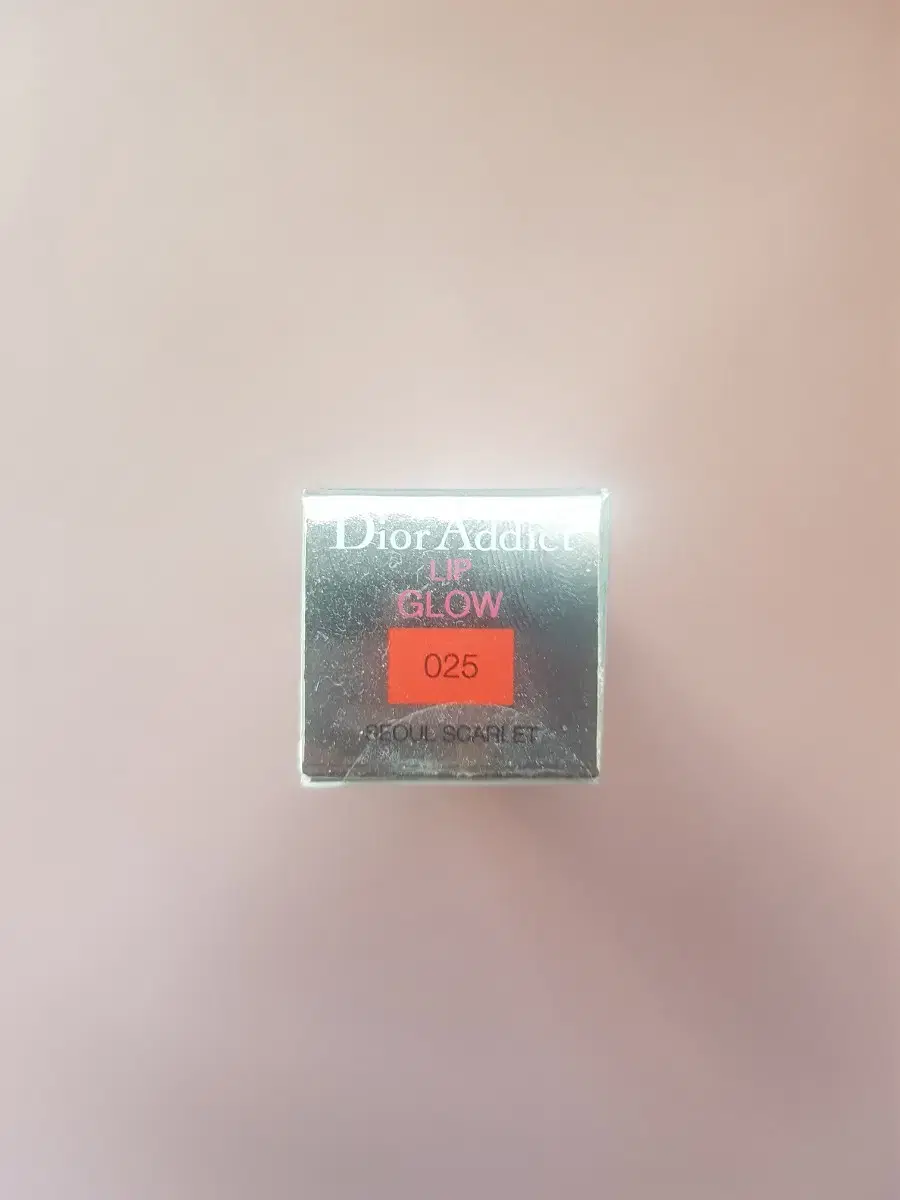 Dior Addict
LIP
GLOW
025
SEOUL SCARLET